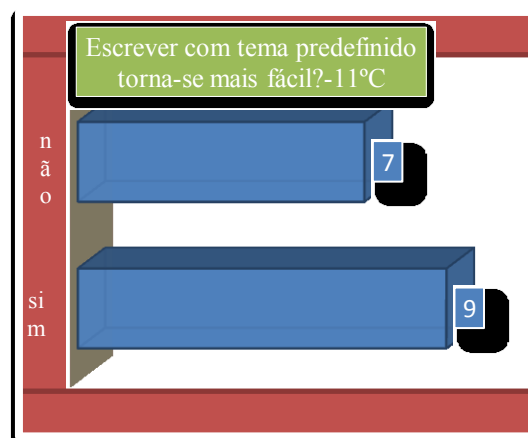 Escrever com tema predefinido
torna-se mais fácil?-11ºC
n
ã
o
7
si
m
9